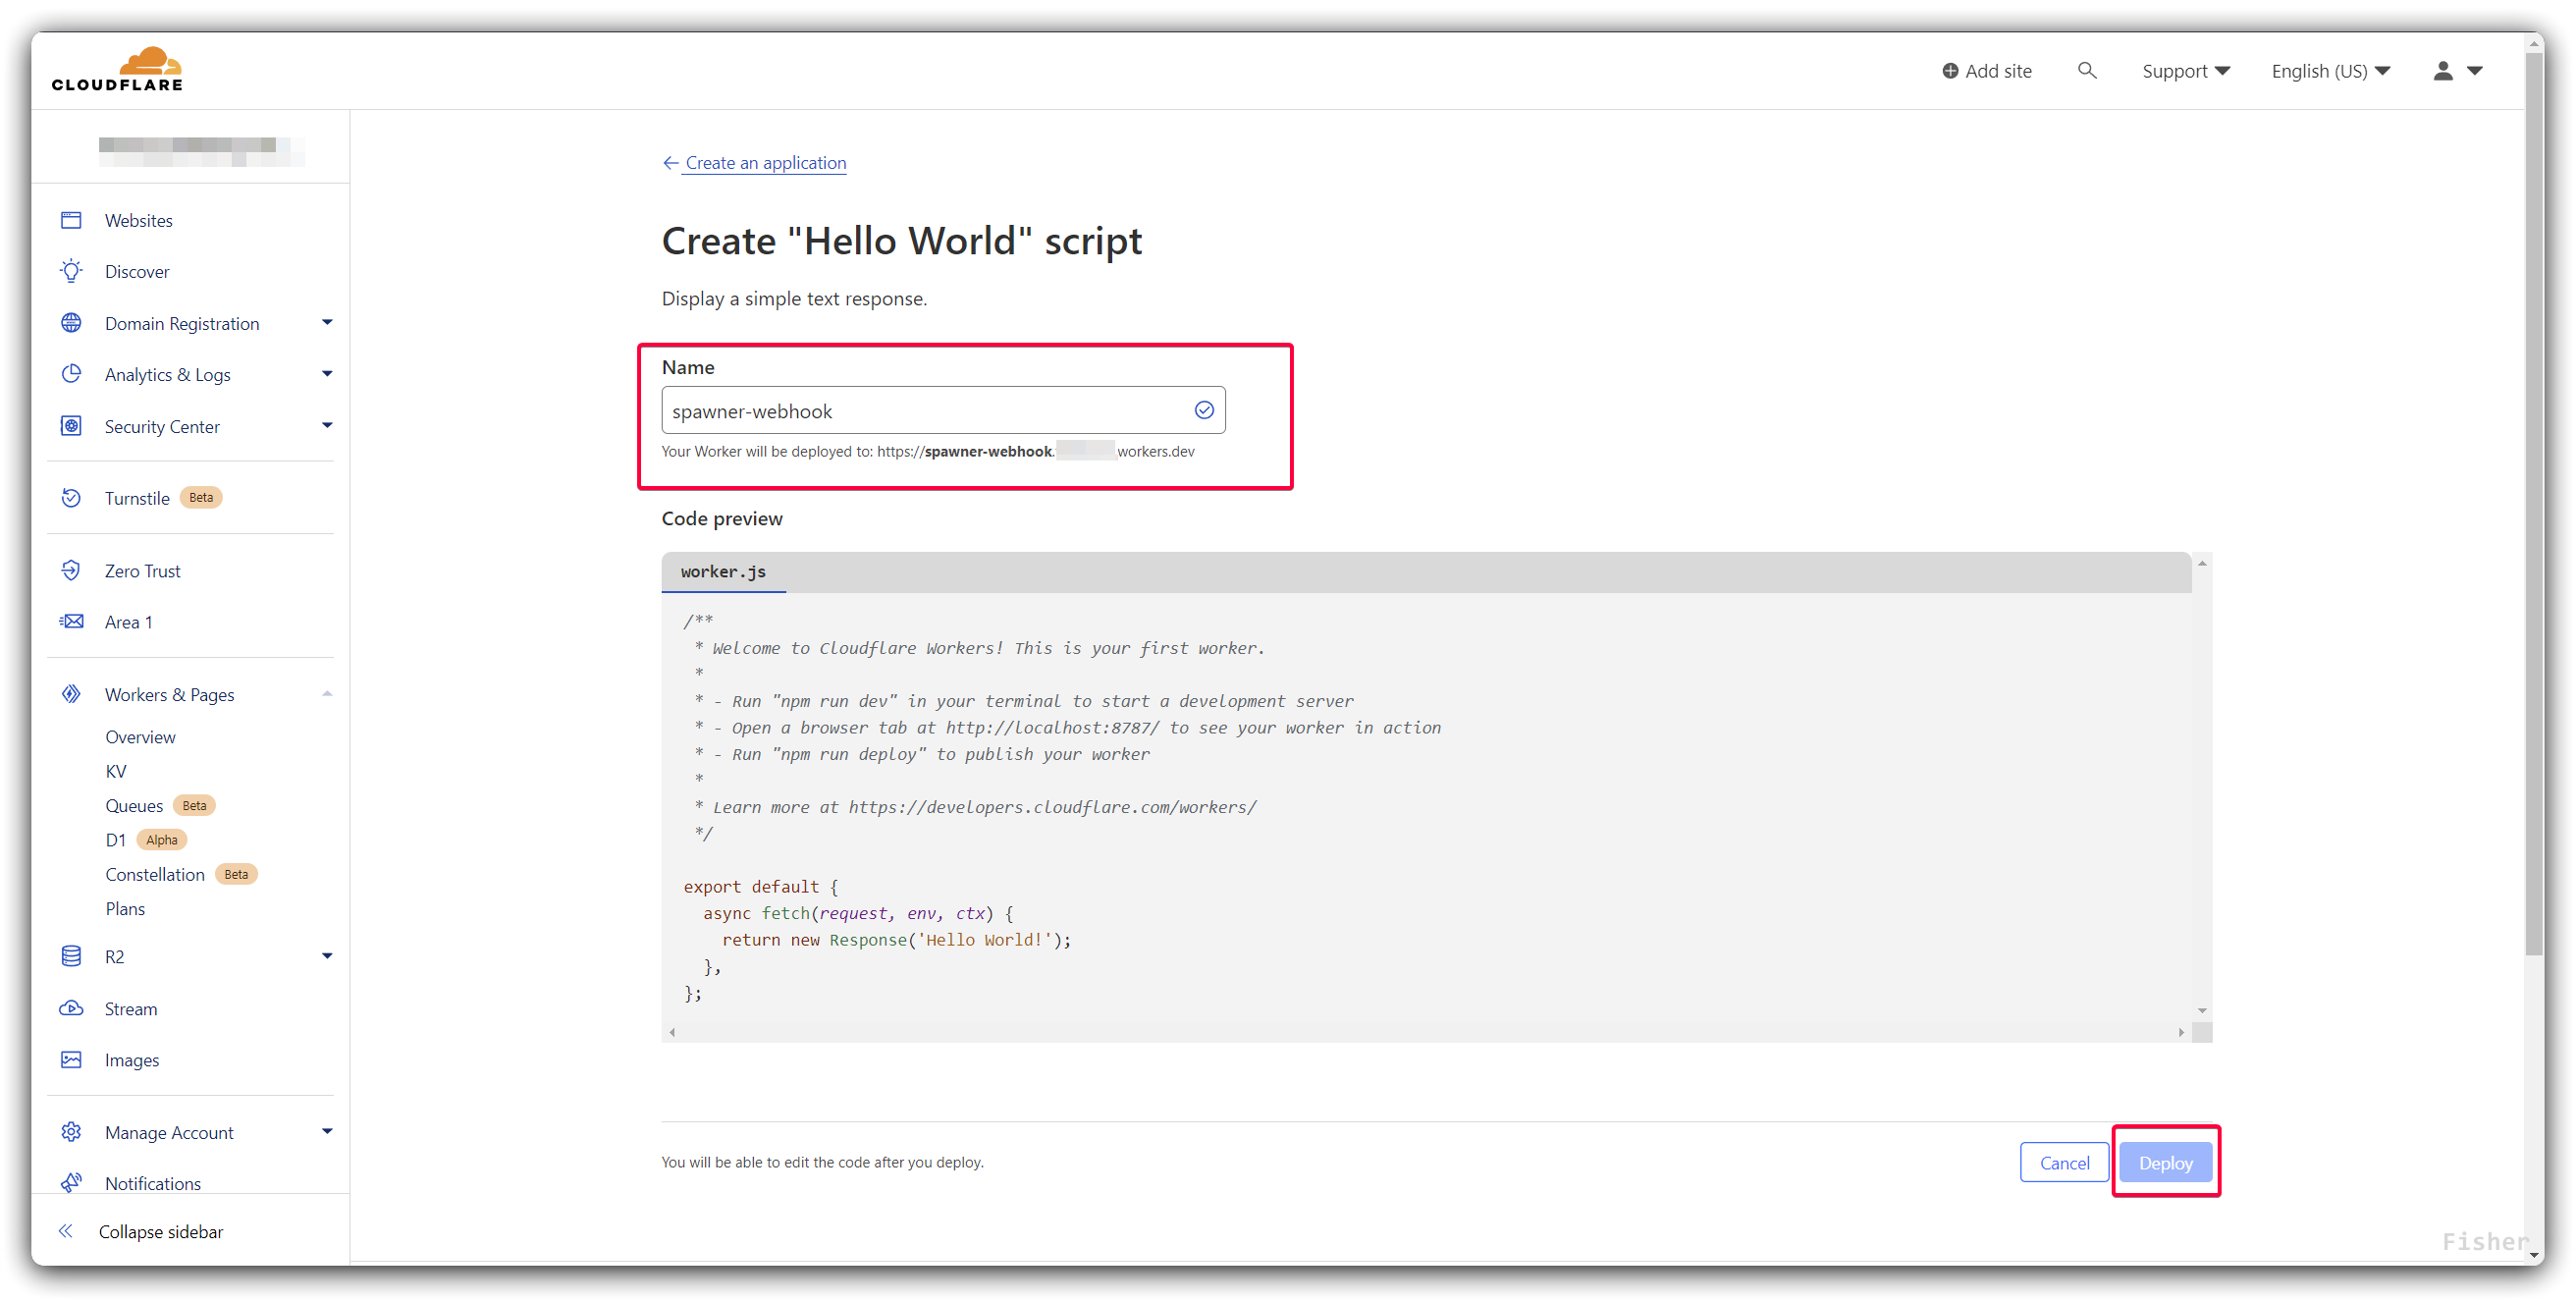 CLOUDFLARE
Add site
Support
English (US)
Websites
Discover
Domain Registration
Analytics & Logs
Security Center
Turnstile Beta
Zero Trust
Area 1
Workers & Pages
Overview
KV
Queues Beta
D1 Alpha
Constellation Beta
Plans
R2
Stream
Images
Manage Account
Notifications
Collapse sidebar
← Create an application
Create "Hello World" script
Display a simple text response.
Name
spawner-webhook
Your Worker will be deployed to: https://spawner-webhook. workers.dev
Code preview
worker.js
/**
* Welcome to Cloudflare Workers! This is your first worker.
*
* - Run "npm run dev" in your terminal to start a development server
* - Open a browser tab at http://localhost:8787/ to see your worker in action
* - Run "npm run deploy" to publish your worker
*
* Learn more at https://developers.cloudflare.com/workers/
*/
export default {
async fetch(request, env, ctx) {
return new Response('Hello World!');
},
};
You will be able to edit the code after you deploy.
Cancel
Deploy
Fisher